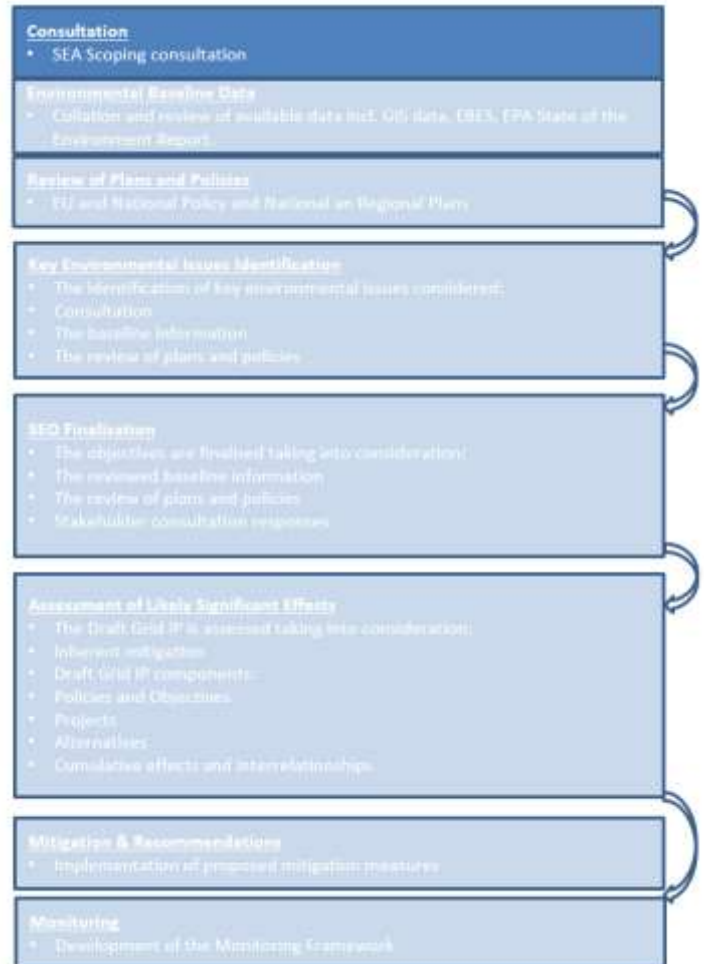 Consultation
• SEA Scoping consultation
Environmental Baseline Data
• Collation and review of available data incl. GIS data, EBES, EPA State of the
Environment Report.
Review of Plans and Policies
• EU and National Policy and National an Regional Plans
Key Environmental Issues Identification
• The identification of key environmental issues considered:
• Consultation
• The baseline information
• The review of plans and policies
SEO Finalisation
• The objectives are finalised taking into consideration:
• The reviewed baseline information
• The review of plans and policies
• Stakeholder consultation responses
Assessment of Likely Significant Effects
• The Draft Grid IP is assessed taking into consideration:
• Inherent mitigation
• Draft Grid IP components:
• Policies and Objectives
• Projects
• Alternatives
• Cumulative effects and interrelationships
Mitigation & Recommendations
• Implementation of proposed mitigation measures
Monitoring
• Development of the Monitoring Framework